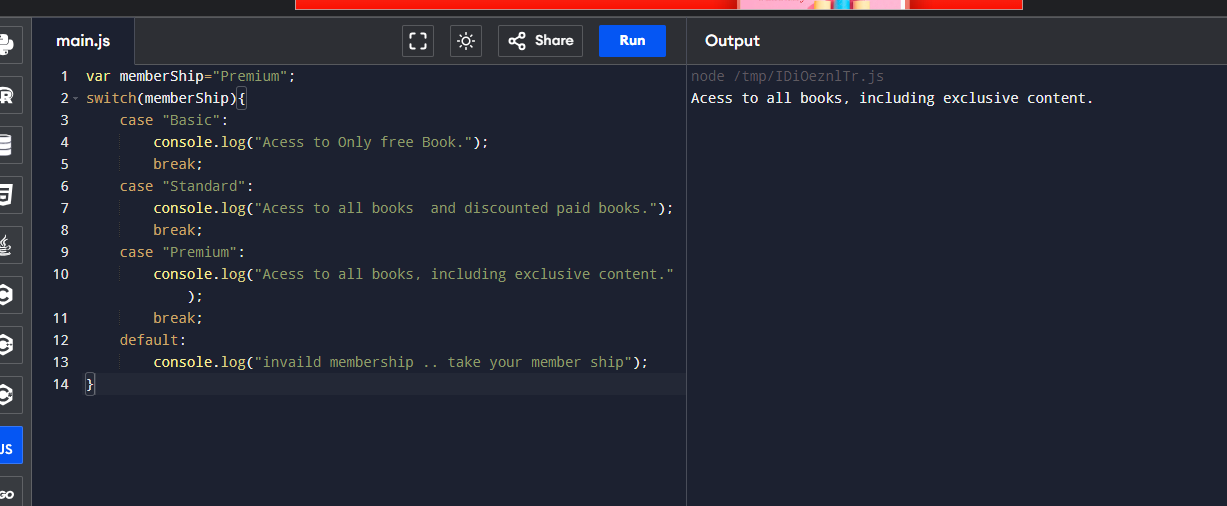 main.js
Share
Run
Output
1 var memberShip="Premium";
2 switch(memberShip){
3     case "Basic":
4         console.log("Acess to Only free Book.");
5         break;
6     case "Standard":
7         console.log("Acess to all books  and discounted paid books.");
8         break;
9     case "Premium":
10         console.log("Acess to all books, including exclusive content."
            );
11         break;
12     default:
13         console.log("invaild membership .. take your member ship");
14 }
node /tmp/IDiOeznlTr.js
Acess to all books, including exclusive content.
R
JS
GO